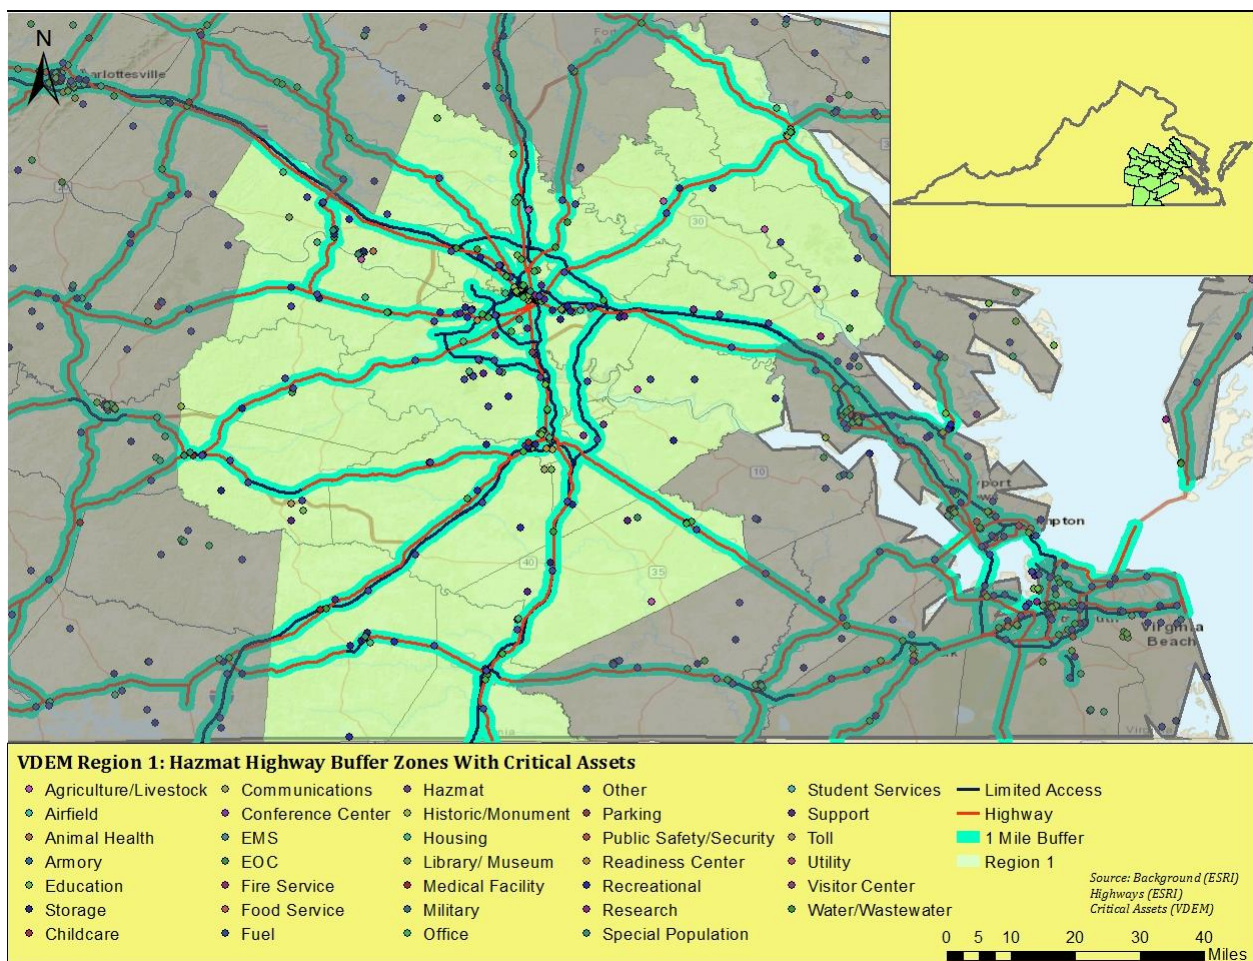 N
arlottesville
30
10
wport
mpton
40
35
Virginia
Beach
VDEM Region 1: Hazmat Highway Buffer Zones With Critical Assets
Agriculture/Livestock
Airfield
Animal Health
Armory
Education
Storage
Childcare
Communications
Conference Center
EMS
EOC
Fire Service
Food Service
Fuel
Hazmat
Historic/Monument
Housing
Library/ Museum
Medical Facility
Military
Office
Other
Parking
Public Safety/Security
Readiness Center
Recreational
Research
Special Population
Student Services
Support
Toll
Utility
Visitor Center
Water/Wastewater
Limited Access
Highway
1 Mile Buffer
Region 1
Source: Background (ESRI)
Highways (ESRI)
Critical Assets (VDEM)
0 5 10 20 30 40
Miles